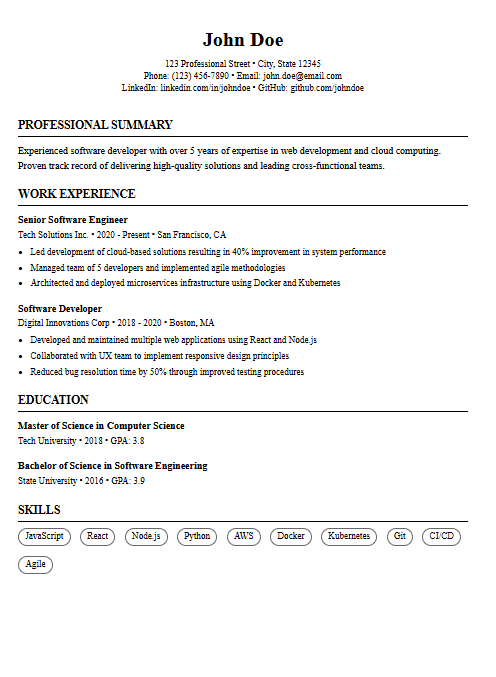 John Doe
123 Professional Street • City, State 12345
Phone: (123) 456-7890 • Email: john.doe@email.com
LinkedIn: linkedin.com/in/johndoe • GitHub: github.com/johndoe
PROFESSIONAL SUMMARY
Experienced software developer with over 5 years of expertise in web development and cloud computing.
Proven track record of delivering high-quality solutions and leading cross-functional teams.
WORK EXPERIENCE
Senior Software Engineer
Tech Solutions Inc. • 2020 - Present • San Francisco, CA
• Led development of cloud-based solutions resulting in 40% improvement in system performance
• Managed team of 5 developers and implemented agile methodologies
• Architected and deployed microservices infrastructure using Docker and Kubernetes
Software Developer
Digital Innovations Corp • 2018 - 2020 • Boston, MA
• Developed and maintained multiple web applications using React and Node.js
• Collaborated with UX team to implement responsive design principles
• Reduced bug resolution time by 50% through improved testing procedures
EDUCATION
Master of Science in Computer Science
Tech University • 2018 • GPA: 3.8
Bachelor of Science in Software Engineering
State University • 2016 • GPA: 3.9
SKILLS
JavaScript React Node.js Python AWS Docker Kubernetes Git CI/CD
Agile